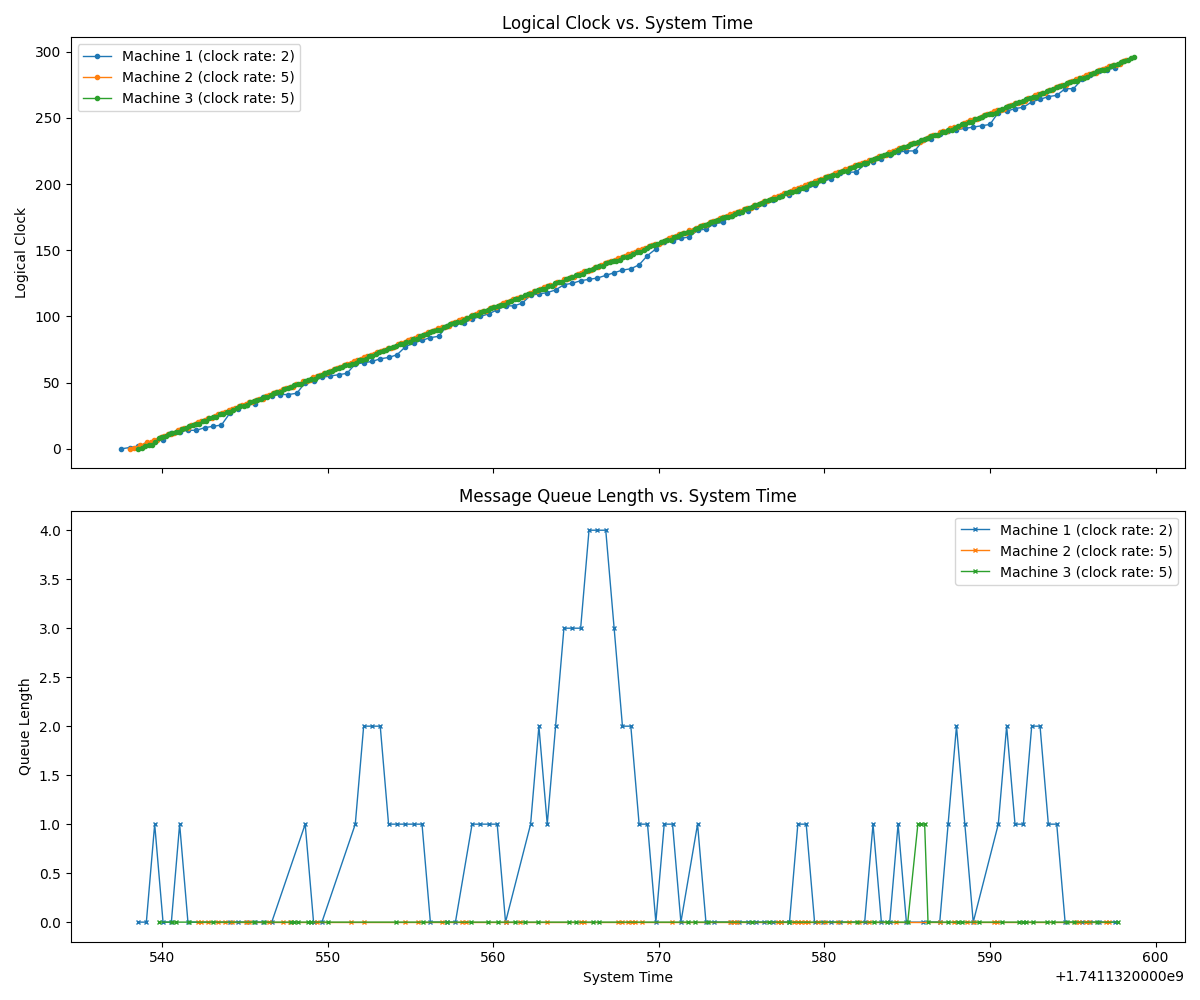 Logical Clock vs. System Time
Machine 1 (clock rate: 2)
Machine 2 (clock rate: 5)
Machine 3 (clock rate: 5)
300
250
200
150
100
50
0
Logical Clock
Message Queue Length vs. System Time
Machine 1 (clock rate: 2)
Machine 2 (clock rate: 5)
Machine 3 (clock rate: 5)
4.0
3.5
3.0
2.5
2.0
1.5
1.0
0.5
0.0
Queue Length
540 550 560 570 580 590 600
System Time
+1.7411320000e9